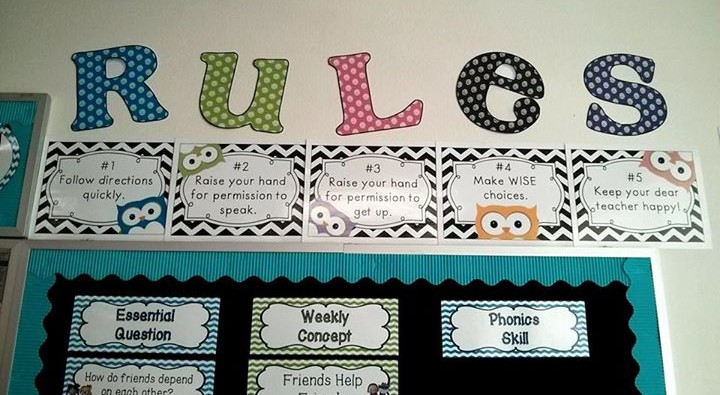 RULES
#1
Follow directions
quickly.
#2
Raise your hand
for permission to
speak.
#3
Raise your hand
for permission to
get up.
#4
Make WISE
choices.
#5
Keep your dear
teacher happy!
Essential
Question
Weekly
Concept
Phonics
Skill
How do friends depend
on each other?
Friends Help
Friends